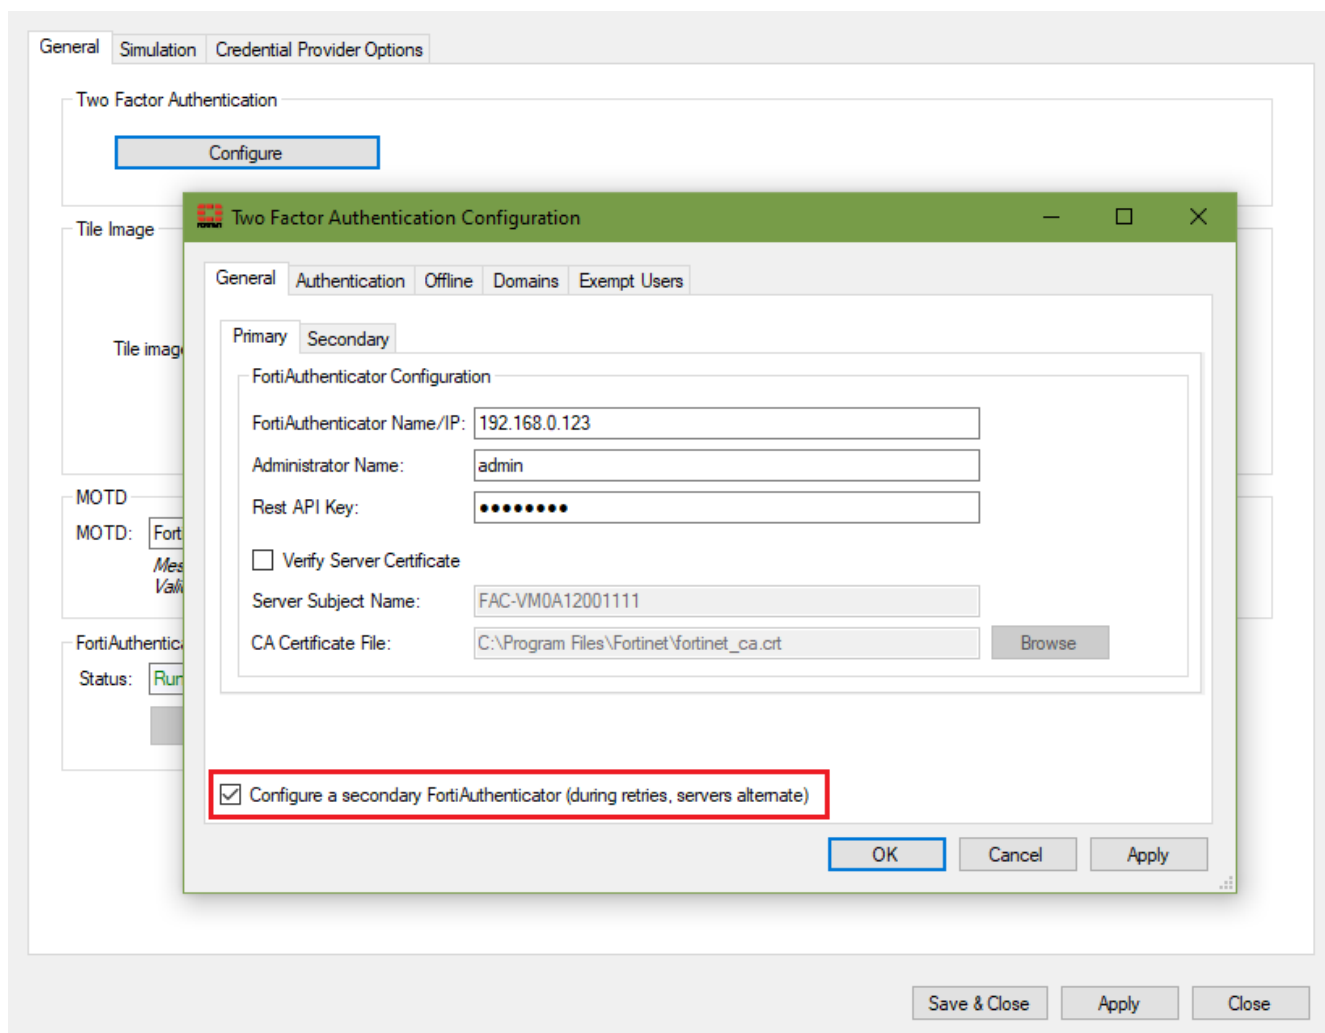 General Simulation Credential Provider Options
Two Factor Authentication
Configure
Two Factor Authentication Configuration
Tile Image
General Authentication Offline Domains Exempt Users
Primary Secondary
Tile
FortiAuthenticator Configuration
FortiAuthenticator Name/IP: 192.168.0.123
Administrator Name: admin
Rest API Key: ●●●●●●●●
MOTD
MOTD:
Verify Server Certificate
Server Subject Name: FAC-VM0A12001111
CA Certificate File: C:\Program Files\Fortinet\fortinet_ca.crt Browse
Status:
Configure a secondary FortiAuthenticator (during retries, servers alternate)
OK Cancel Apply
Save & Close Apply Close